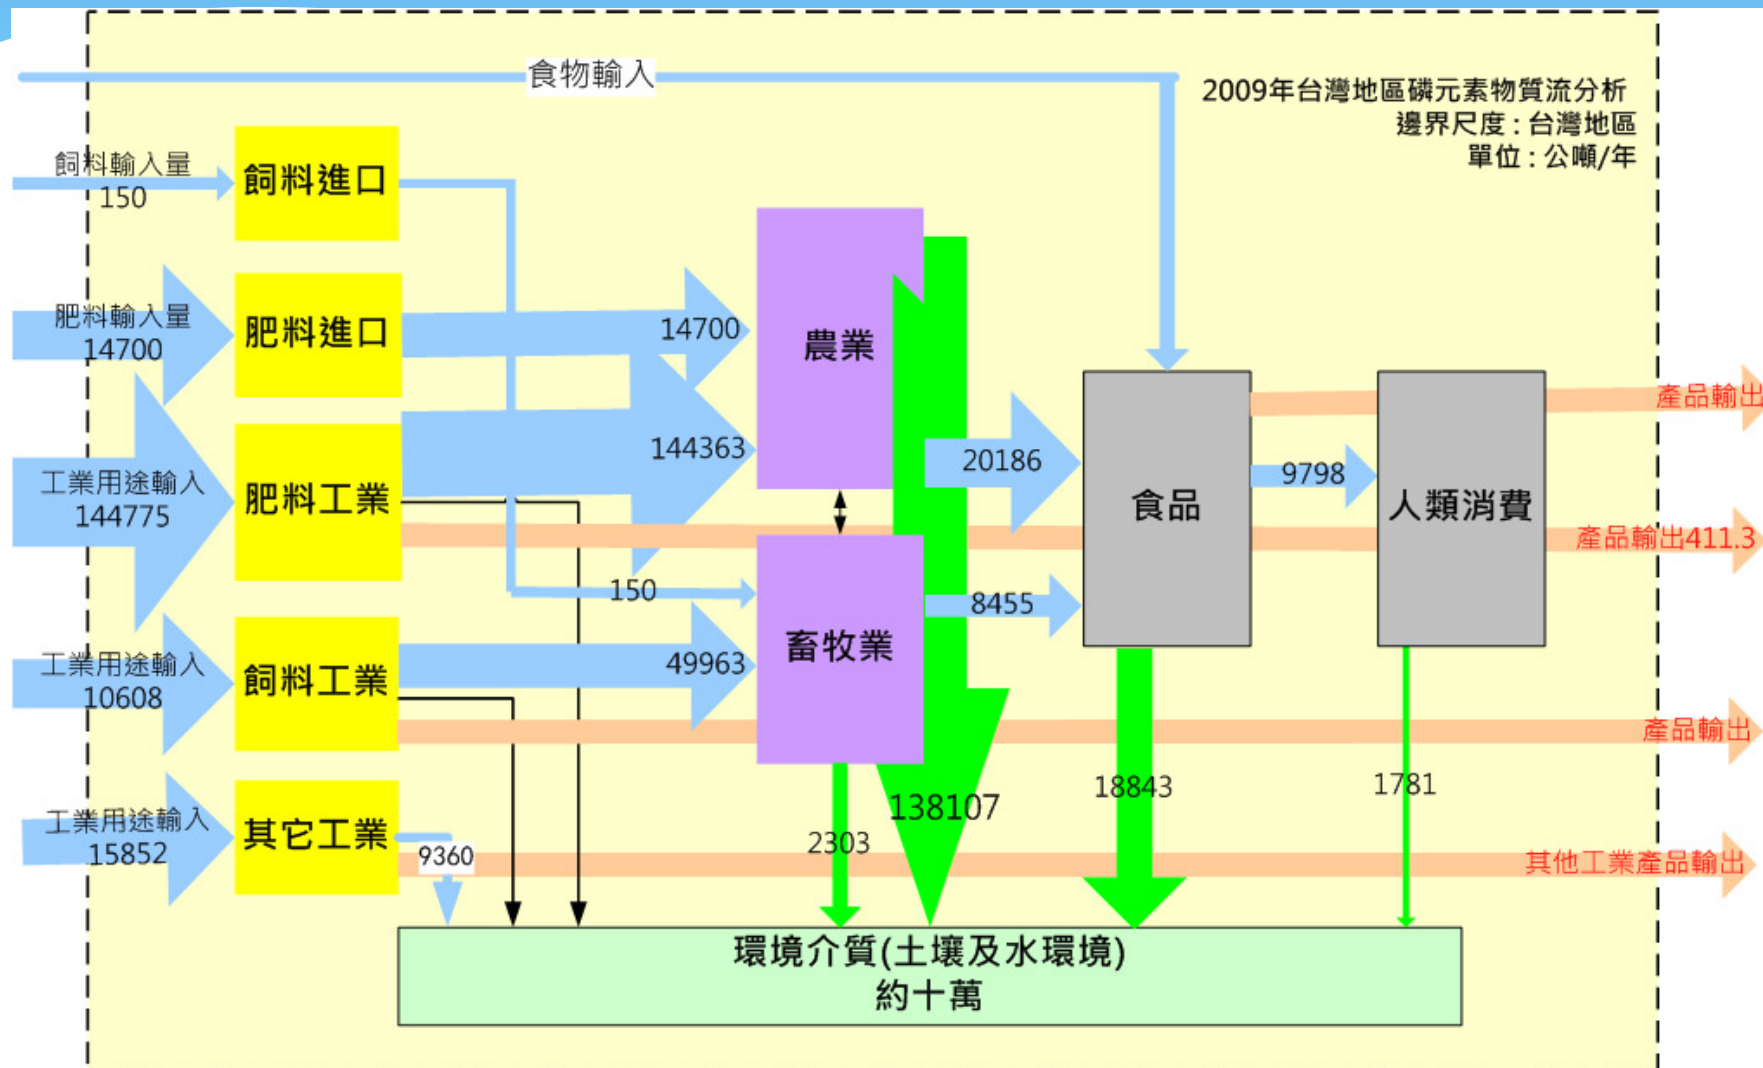 食物輸入
2009年台灣地區磷元素物質流分析
邊界尺度 : 台灣地區
單位 : 公噸/年
飼料輸入量
150
飼料進口
肥料輸入量
14700
肥料進口
14700
農業
產品輸出
144363
20186
9798
工業用途輸入
144775
肥料工業
食品
人類消費
產品輸出411.3
150
8455
工業用途輸入
10608
飼料工業
49963
畜牧業
產品輸出
18843
1781
138107
2303
工業用途輸入
15852
其它工業
9360
其他工業產品輸出
環境介質(土壤及水環境)
約十萬